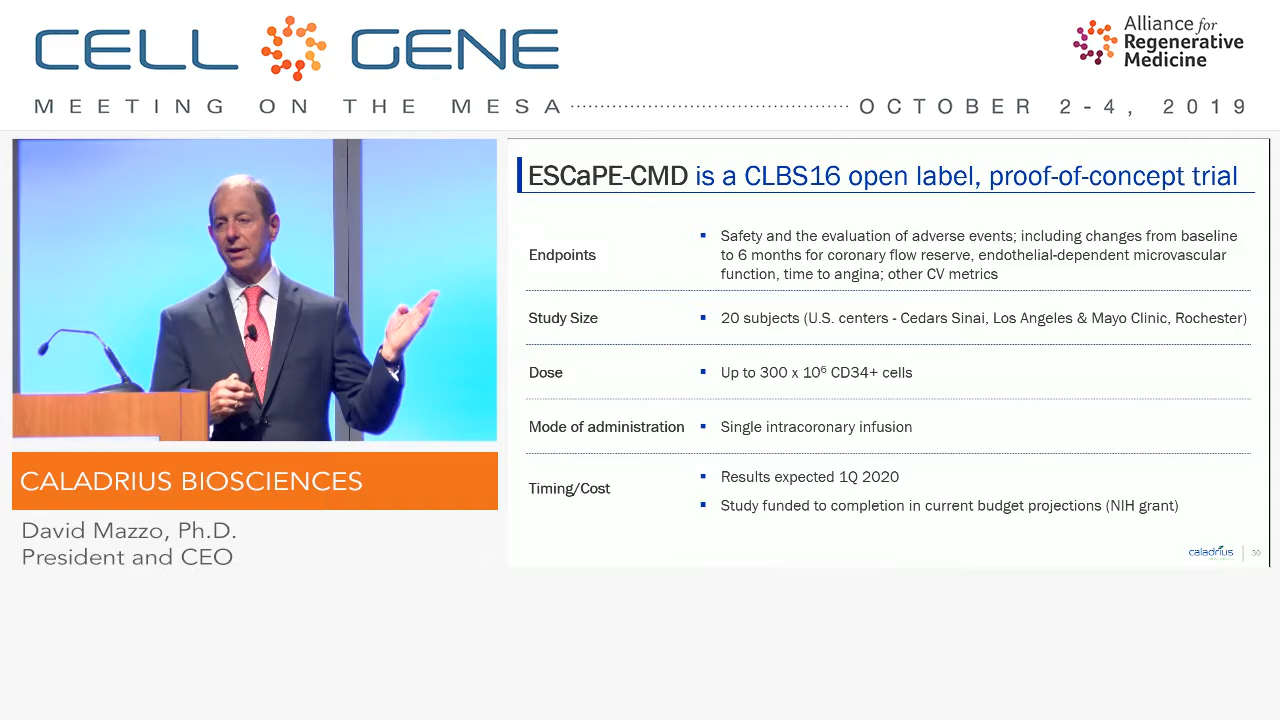 CELL GENE
MEETING ON THE MESA
OCTOBER 2-4, 2019
Alliance for
Regenerative
Medicine
ESCaPE-CMD is a CLBS16 open label, proof-of-concept trial
Endpoints
▪ Safety and the evaluation of adverse events; including changes from baseline
to 6 months for coronary flow reserve, endothelial-dependent microvascular
function, time to angina; other CV metrics
Study Size
▪ 20 subjects (U.S. centers - Cedars Sinai, Los Angeles & Mayo Clinic, Rochester)
Dose
▪ Up to 300 x 10⁶ CD34+ cells
Mode of administration
▪ Single intracoronary infusion
Timing/Cost
▪ Results expected 1Q 2020
▪ Study funded to completion in current budget projections (NIH grant)
caladrius
30
CALADRIUS BIOSCIENCES
David Mazzo, Ph.D.
President and CEO